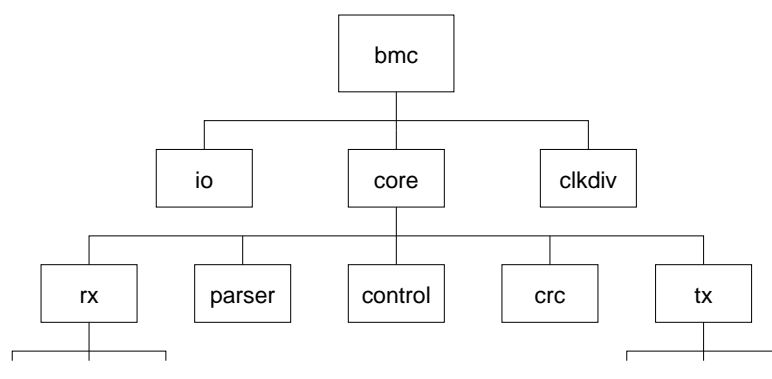 bmc
io core clkdiv
rx parser control crc tx